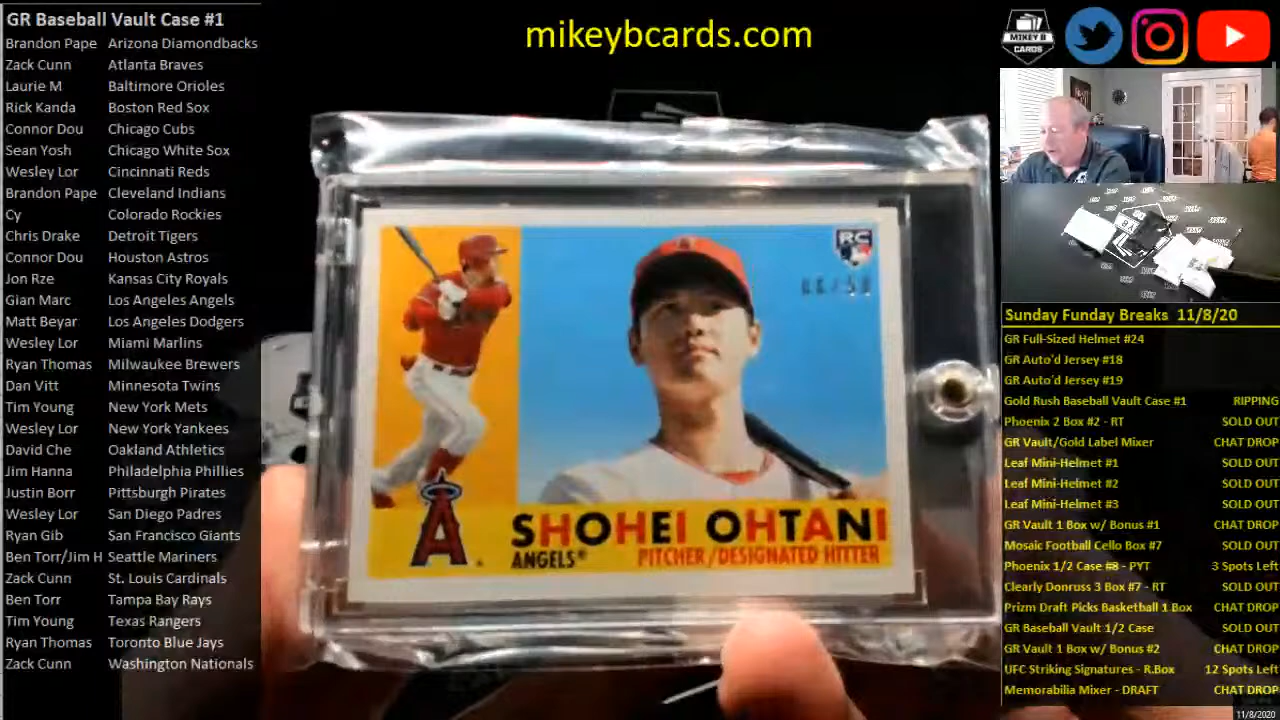 GR Baseball Vault Case #1
Brandon Pape Arizona Diamondbacks
Zack Cunn Atlanta Braves
Laurie M Baltimore Orioles
Rick Kanda Boston Red Sox
Connor Dou Chicago Cubs
Sean Yosh Chicago White Sox
Wesley Lor Cincinnati Reds
Brandon Pape Cleveland Indians
Cy Colorado Rockies
Chris Drake Detroit Tigers
Connor Dou Houston Astros
Jon Rze Kansas City Royals
Gian Marc Los Angeles Angels
Matt Beyar Los Angeles Dodgers
Wesley Lor Miami Marlins
Ryan Thomas Milwaukee Brewers
Dan Vitt Minnesota Twins
Tim Young New York Mets
Wesley Lor New York Yankees
David Che Oakland Athletics
Jim Hanna Philadelphia Phillies
Justin Borr Pittsburgh Pirates
Wesley Lor San Diego Padres
Ryan Gib San Francisco Giants
Ben Torr/Jim H Seattle Mariners
Zack Cunn St. Louis Cardinals
Ben Torr Tampa Bay Rays
Tim Young Texas Rangers
Ryan Thomas Toronto Blue Jays
Zack Cunn Washington Nationals
mikeybcards.com
RC
A
SHOHEI OHTANI
ANGELS® PITCHER/DESIGNATED HITTER
MIKEY B
CARDS
Sunday Funday Breaks 11/8/20
GR Full-Sized Helmet #24
GR Auto'd Jersey #18
GR Auto'd Jersey #19
Gold Rush Baseball Vault Case #1 RIPPING
Phoenix 2 Box #2 - RT SOLD OUT
GR Vault/Gold Label Mixer CHAT DROP
Leaf Mini-Helmet #1 SOLD OUT
Leaf Mini-Helmet #2 SOLD OUT
Leaf Mini-Helmet #3 SOLD OUT
GR Vault 1 Box w/ Bonus #1 CHAT DROP
Mosaic Football Cello Box #7 SOLD OUT
Phoenix 1/2 Case #8 - PYT 3 Spots Left
Clearly Donruss 3 Box #7 - RT SOLD OUT
Prizm Draft Picks Basketball 1 Box CHAT DROP
GR Baseball Vault 1/2 Case SOLD OUT
GR Vault 1 Box w/ Bonus #2 CHAT DROP
UFC Striking Signatures - R.Box 12 Spots Left
Memorabilia Mixer - DRAFT CHAT DROP
11/8/2020